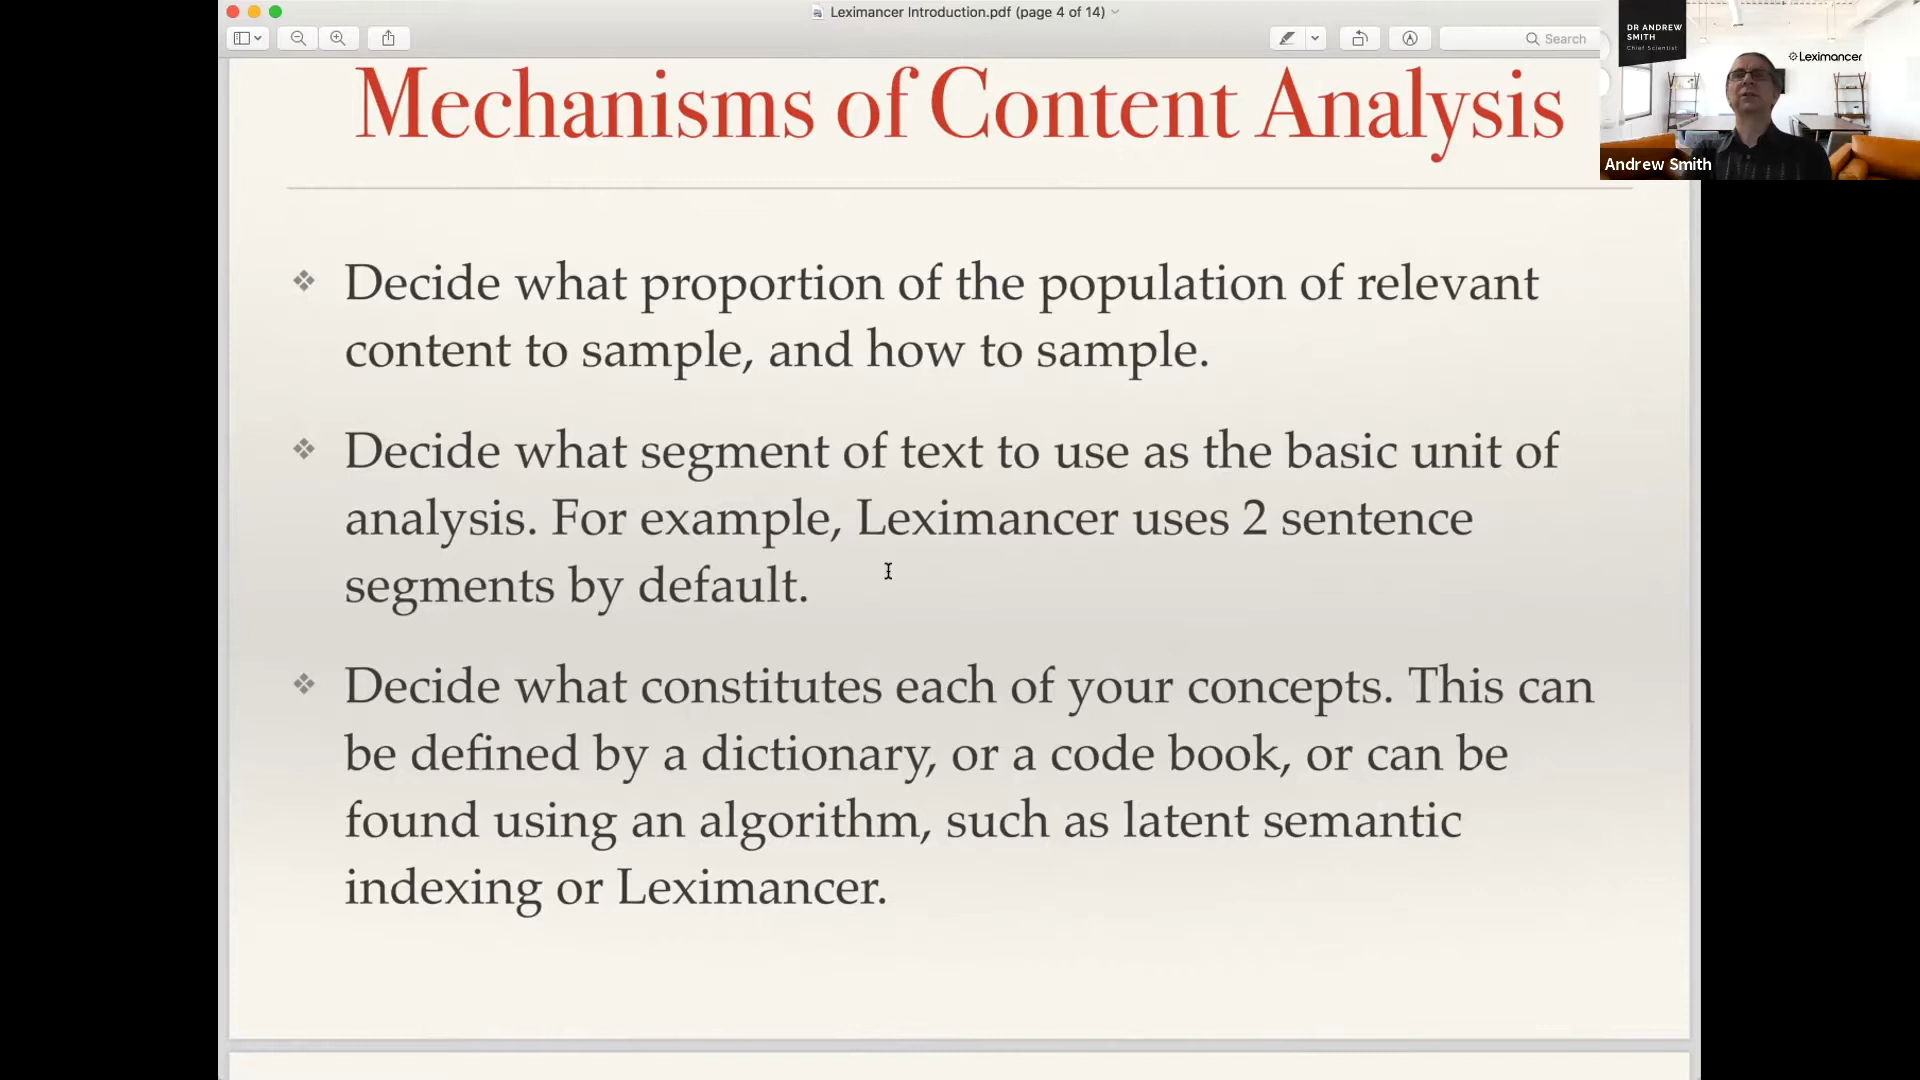 Leximancer Introduction.pdf (page 4 of 14)
Search
DR ANDREW
SMITH
Chief Scientist
Leximancer
Andrew Smith
Mechanisms of Content Analysis
Decide what proportion of the population of relevant
content to sample, and how to sample.
Decide what segment of text to use as the basic unit of
analysis. For example, Leximancer uses 2 sentence
segments by default.
Decide what constitutes each of your concepts. This can
be defined by a dictionary, or a code book, or can be
found using an algorithm, such as latent semantic
indexing or Leximancer.